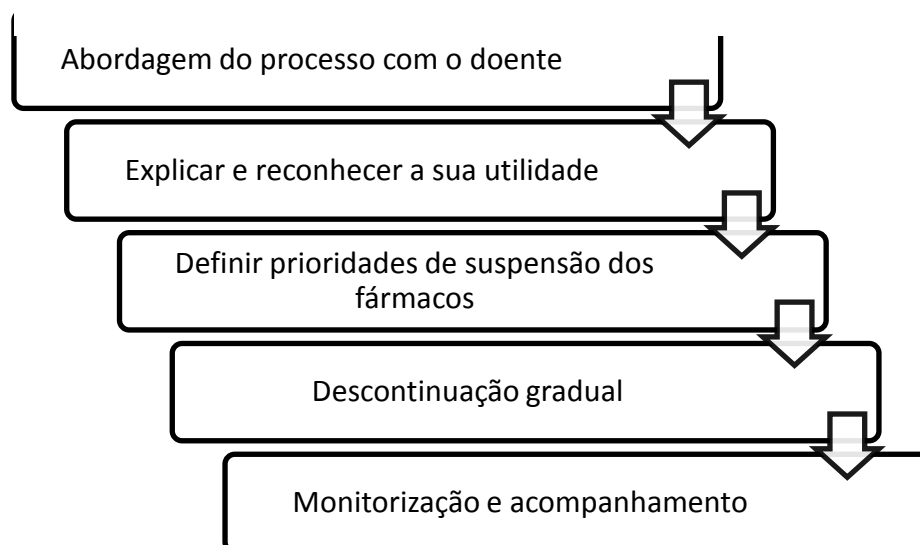 Abordagem do processo com o doente
Explicar e reconhecer a sua utilidade
Definir prioridades de suspensão dos
fármacos
Descontinuação gradual
Monitorização e acompanhamento